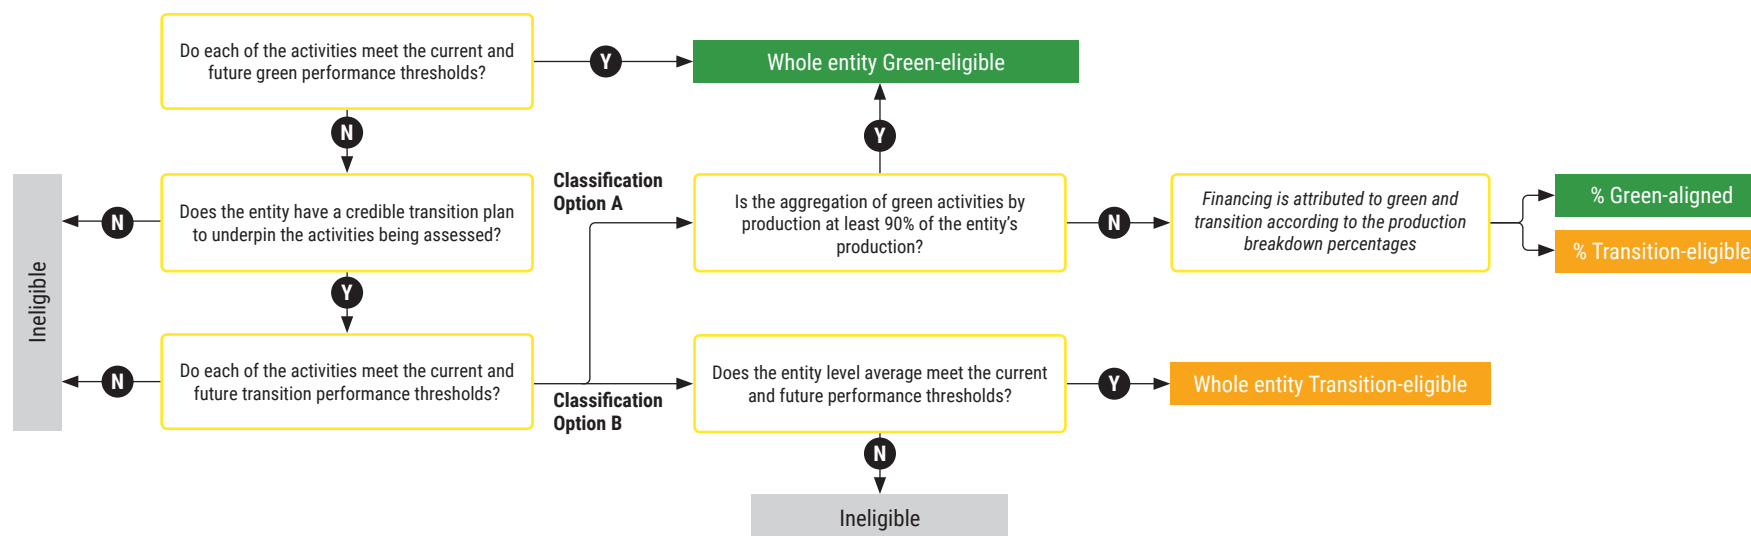 Do each of the activities meet the current and
future green performance thresholds?
Y
Whole entity Green-eligible
N
Y
Ineligible
N
Does the entity have a credible transition plan
to underpin the activities being assessed?
Classification
Option A
Is the aggregation of green activities by
production at least 90% of the entity's
production?
N
Financing is attributed to green and
transition according to the production
breakdown percentages
% Green-aligned
% Transition-eligible
Y
N
Do each of the activities meet the current and
future transition performance thresholds?
Classification
Option B
Does the entity level average meet the current
and future performance thresholds?
Y
Whole entity Transition-eligible
N
Ineligible